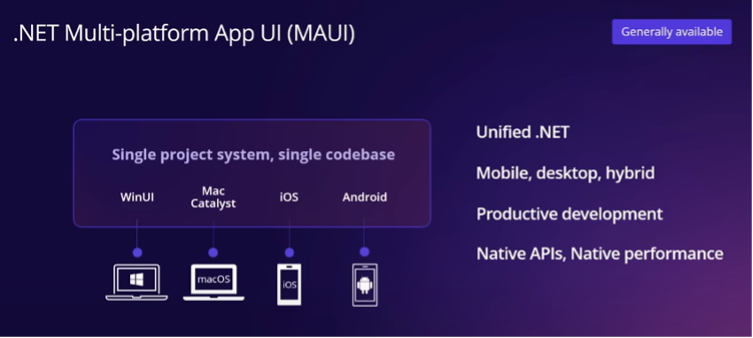 .NET Multi-platform App UI (MAUI)
Generally available
Single project system, single codebase
WinUI
Mac
Catalyst
iOS
Android
macOS
iOS
Unified .NET
Mobile, desktop, hybrid
Productive development
Native APIs, Native performance